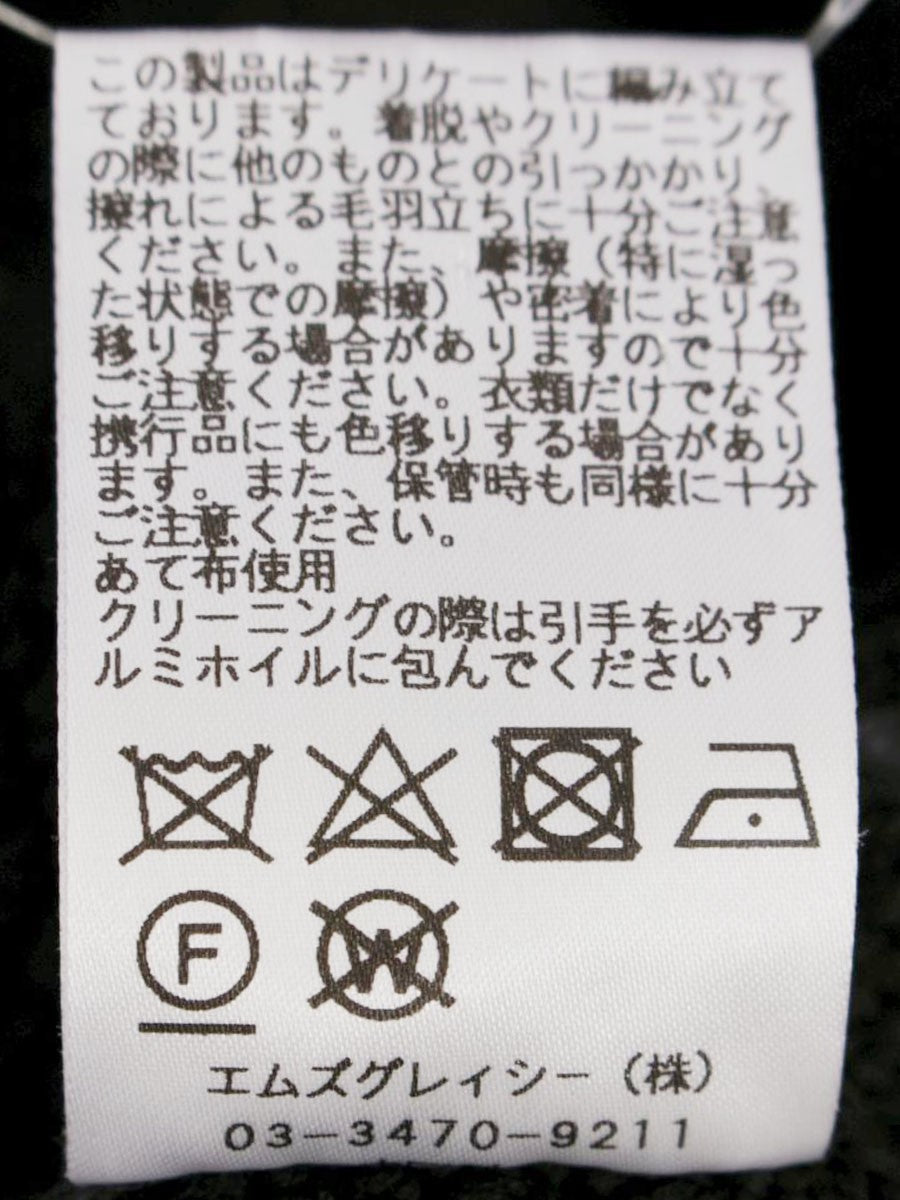 この製品はデリケートに編み立て
ております。着脱やクリーニング
の際に他のものとの引っかかり、
擦れによる毛羽立ちに十分ご注意
ください。また、摩擦（特に湿っ
た状態での摩擦）や密着により色
移りする場合がありますので十分
ご注意ください。衣類だけでなく
携行品にも色移りする場合があり
ます。また、保管時も同様に十分
ご注意ください。
あて布使用
クリーニングの際は引手を必ずア
ルミホイルに包んでください
F
W
エムズグレイシー（株）
03-3470-9211